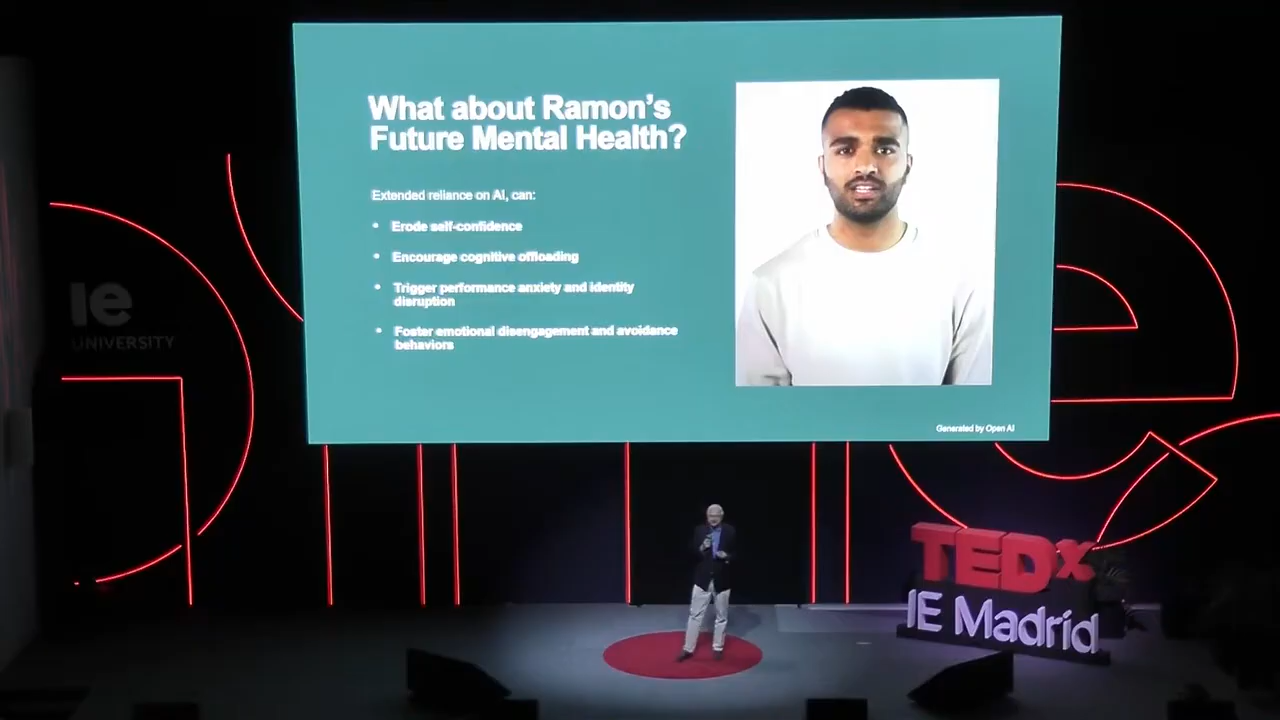 What about Ramon's
Future Mental Health?
Extended reliance on AI, can:
• Erode self-confidence
• Encourage cognitive offloading
• Trigger performance anxiety and identity
disruption
• Foster emotional disengagement and avoidance
behaviors
Generated by Open AI
ie
UNIVERSITY
TEDx
IE Madrid